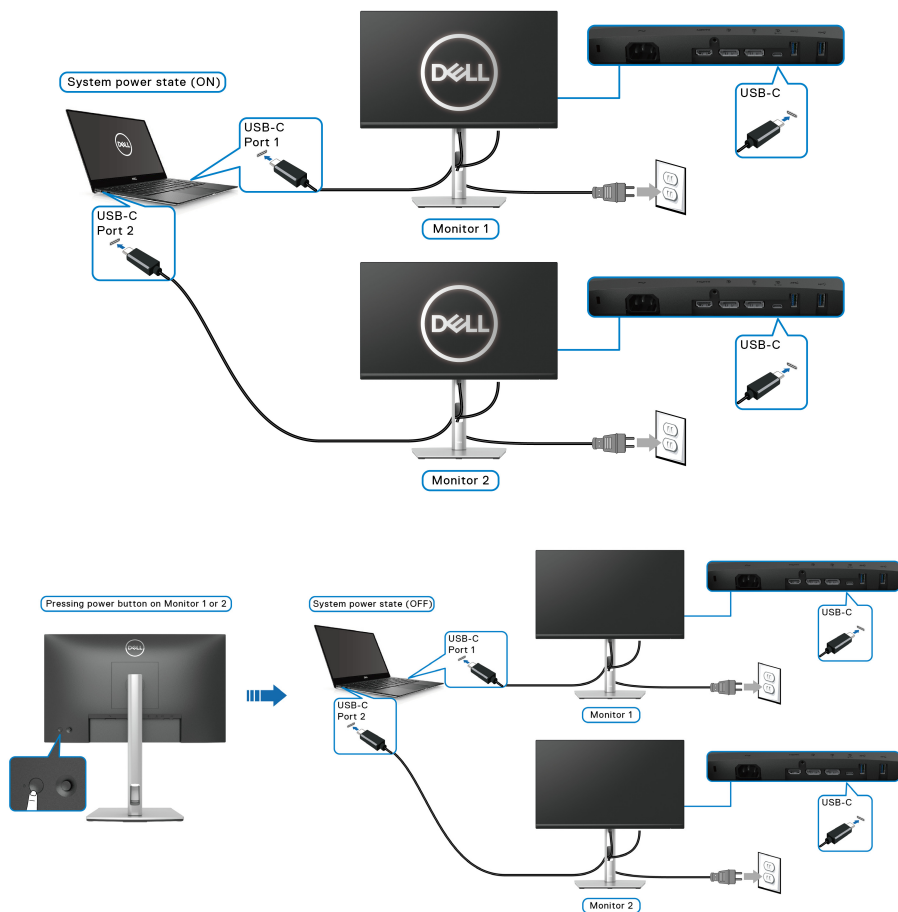 DELL
System power state (ON)
USB-C
Port 1
DELL
USB-C
Monitor 1
USB-C
Port 2
DELL
USB-C
Monitor 2
Pressing power button on Monitor 1 or 2
System power state (OFF)
DELL
USB-C
Port 1
USB-C
Monitor 1
USB-C
Port 2
USB-C
Monitor 2